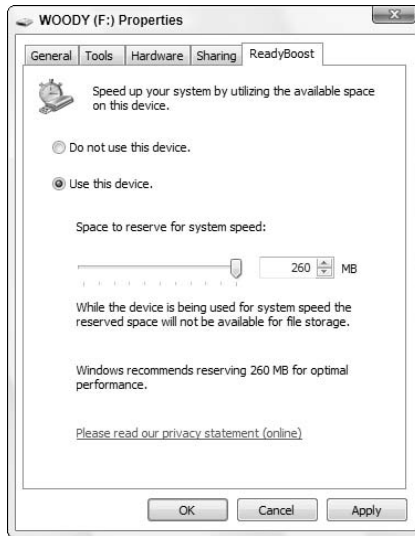 WOODY (F:) Properties
General Tools Hardware Sharing ReadyBoost
Speed up your system by utilizing the available space
on this device.
Do not use this device.
Use this device.
Space to reserve for system speed:
260 MB
While the device is being used for system speed the
reserved space will not be available for file storage.
Windows recommends reserving 260 MB for optimal
performance.
Please read our privacy statement (online)
OK Cancel Apply